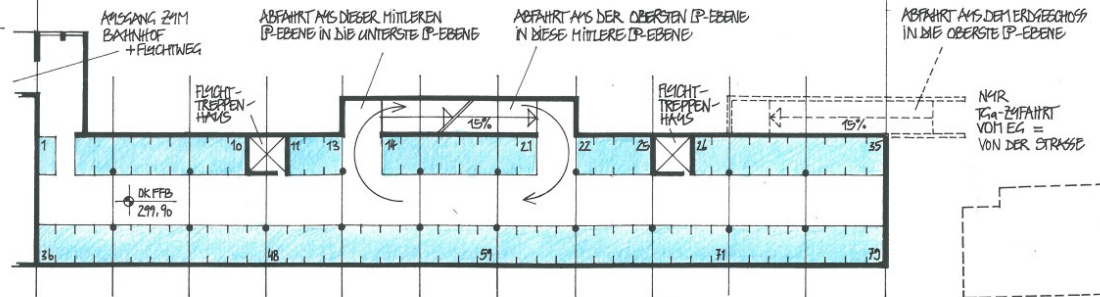 AUSGANG ZUM
BAHNHOF
+ FLUCHTWEG
ABFAHRT AUS DIESER MITTLEREN
P-EBENE IN DIE UNTERSTE P-EBENE
ABFAHRT AUS DER OBERSTEN P-EBENE
IN DIESE MITTLERE P-EBENE
ABFAHRT AUS DEM ERDGESCHOSS
IN DIE OBERSTE P-EBENE
FLUCHT-
TREPPEN-
HAUS
FLUCHT-
TREPPEN-
HAUS
NUR
TGa-ZUFAHRT
VOM EG =
VON DER STRASSE
15%
15%
1
10
11
13
14
21
22
25
26
35
OK FFB
299,90
36
48
59
71
79